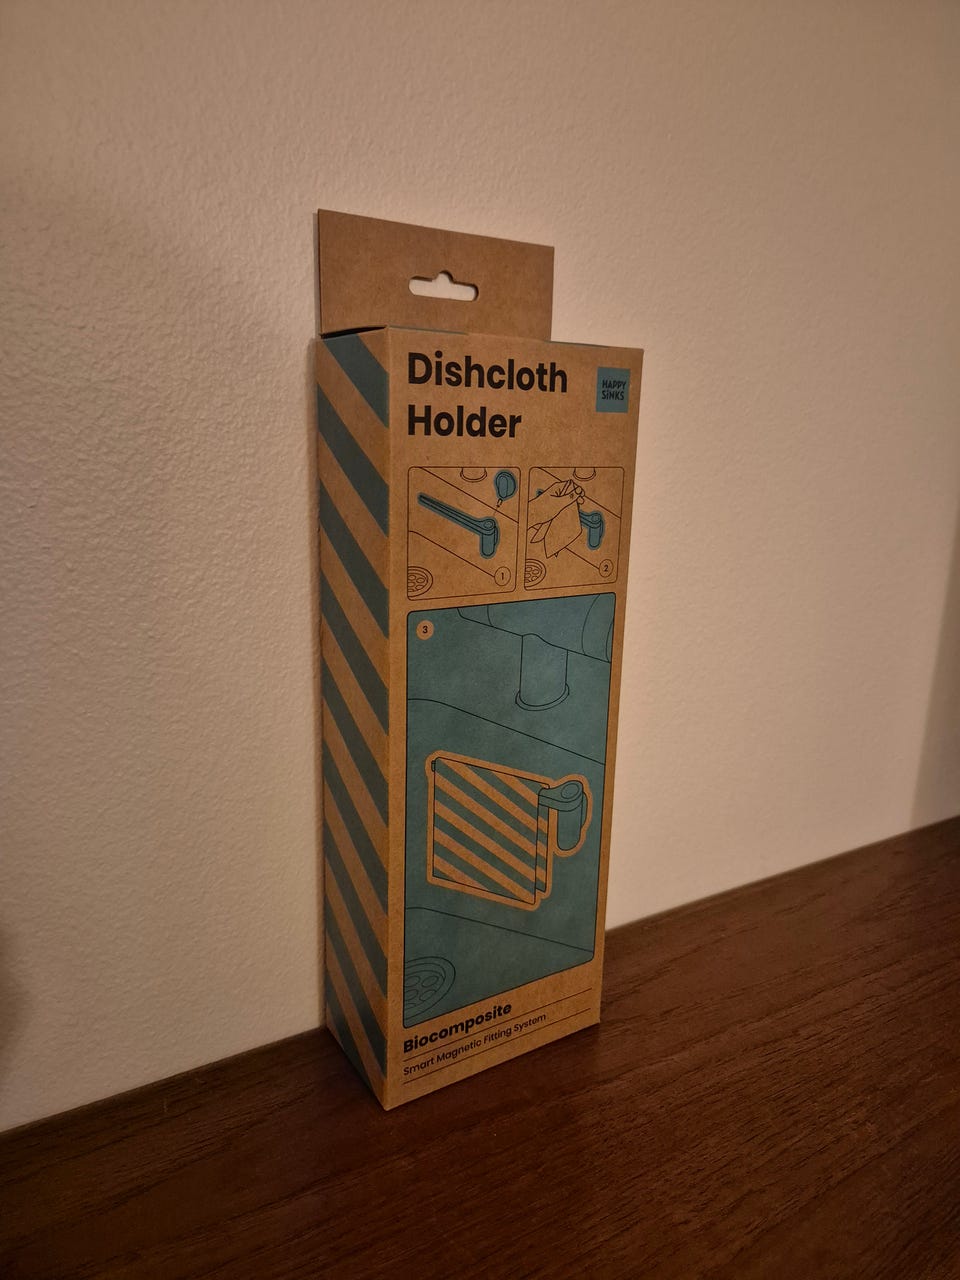 Dishcloth
Holder
HAPPY
SiNKS
1
2
3
Biocomposite
Smart Magnetic Fitting System